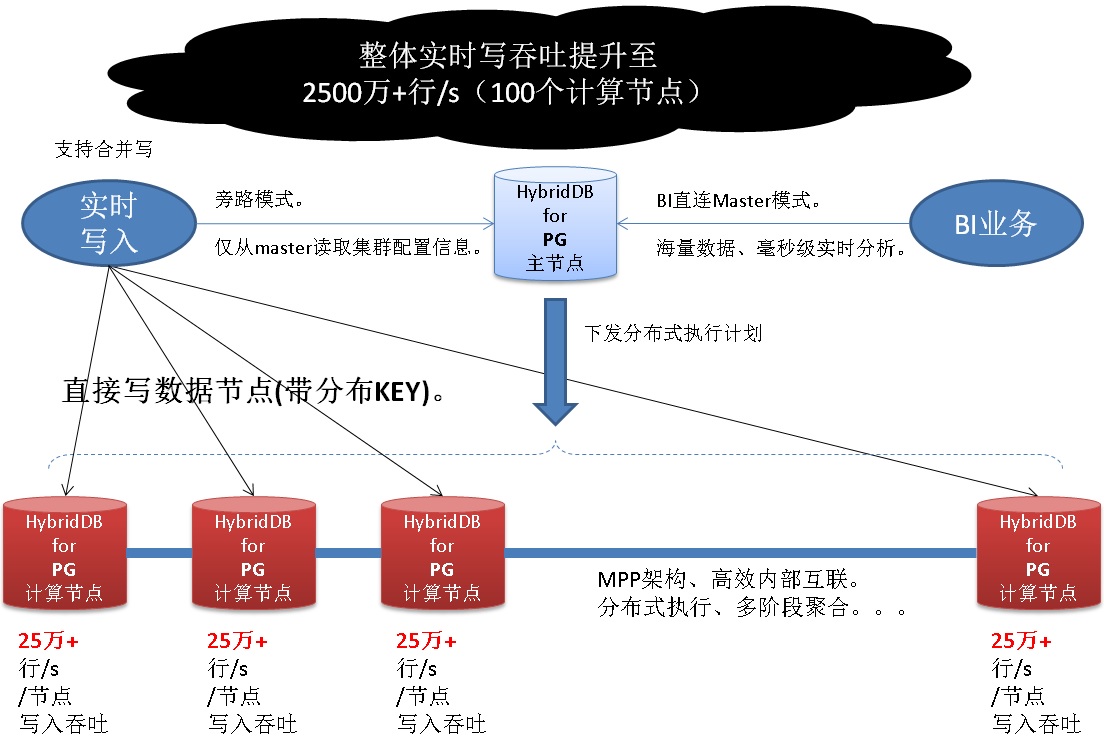 整体实时写吞吐提升至
2500万+行/s（100个计算节点）
支持合并写
实时
写入
旁路模式。
仅从master读取集群配置信息。
HybridDB
for
PG
主节点
BI直连Master模式。
海量数据、毫秒级实时分析。
BI业务
下发分布式执行计划
直接写数据节点(带分布KEY)。
HybridDB
for
PG
计算节点
HybridDB
for
PG
计算节点
HybridDB
for
PG
计算节点
HybridDB
for
PG
计算节点
MPP架构、高效内部互联。
分布式执行、多阶段聚合。。。
25万+
行/s
/节点
写入吞吐
25万+
行/s
/节点
写入吞吐
25万+
行/s
/节点
写入吞吐
25万+
行/s
/节点
写入吞吐